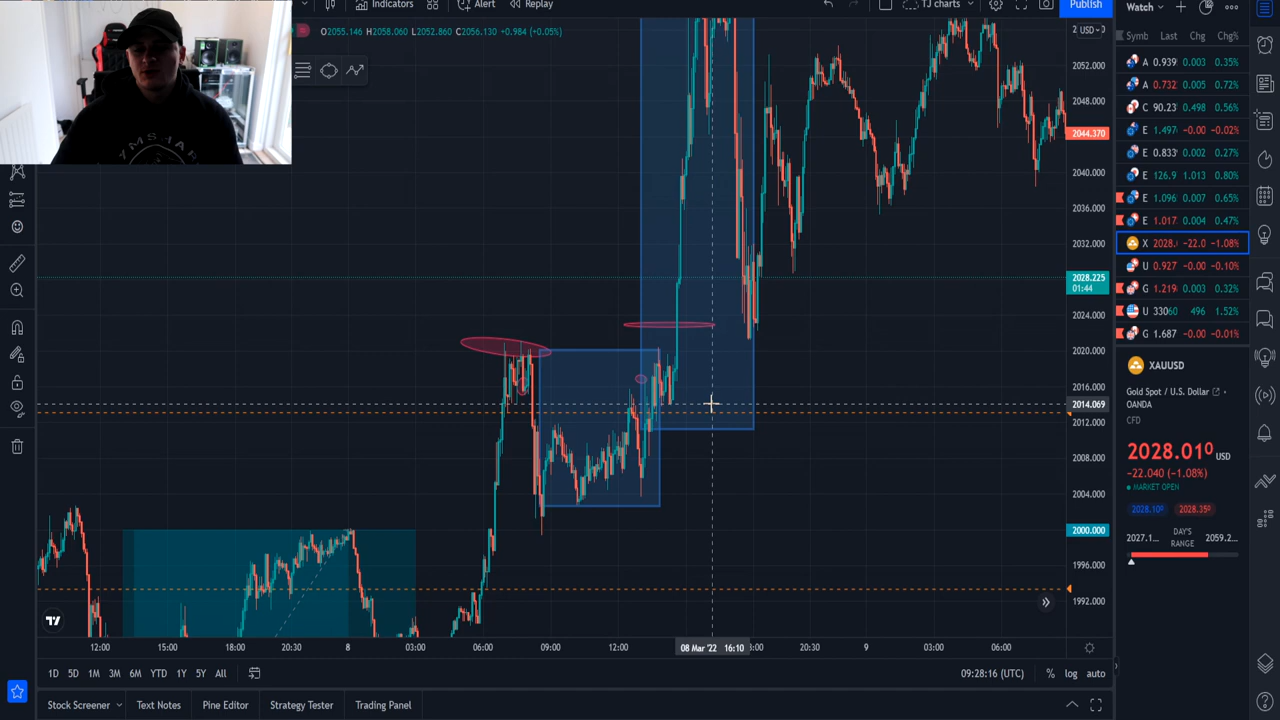 Indicators Alert Replay
TJ charts
Publish
Watch
O2055.146 H2058.060 L2052.860 C2056.130 +0.984 (+0.05%)
USD
Symb Last Chg Chg%
A 0.939 0.003 0.35%
A 0.732 0.005 0.72%
C 90.23 0.498 0.56%
E 1.497 -0.00 -0.02%
E 0.833 0.002 0.27%
E 126.9 1.013 0.80%
E 1.096 0.007 0.65%
E 1.017 0.004 0.47%
X 2028. -22.0 -1.08%
U 0.927 -0.00 -0.10%
G 1.219 0.003 0.32%
U 3306 496 1.52%
G 1.687 -0.00 -0.01%
2052.000
2048.000
2044.370
2040.000
2036.000
2032.000
2028.225
01:44
2024.000
2020.000
2016.000
2014.069
2012.000
2008.000
2004.000
2000.000
1996.000
1992.000
XAUUSD
Gold Spot / U.S. Dollar
OANDA
CFD
2028.010 USD
-22.040 (-1.08%)
MARKET OPEN
2028.100 2028.350
2027.1... DAY'S RANGE 2059.2...
12:00 15:00 18:00 20:30 8 03:00 06:00 09:00 12:00 08 Mar '22 16:10 :00 20:30 9 03:00 06:00
1D 5D 1M 3M 6M YTD 1Y 5Y All
09:28:16 (UTC) % log auto
Stock Screener Text Notes Pine Editor Strategy Tester Trading Panel